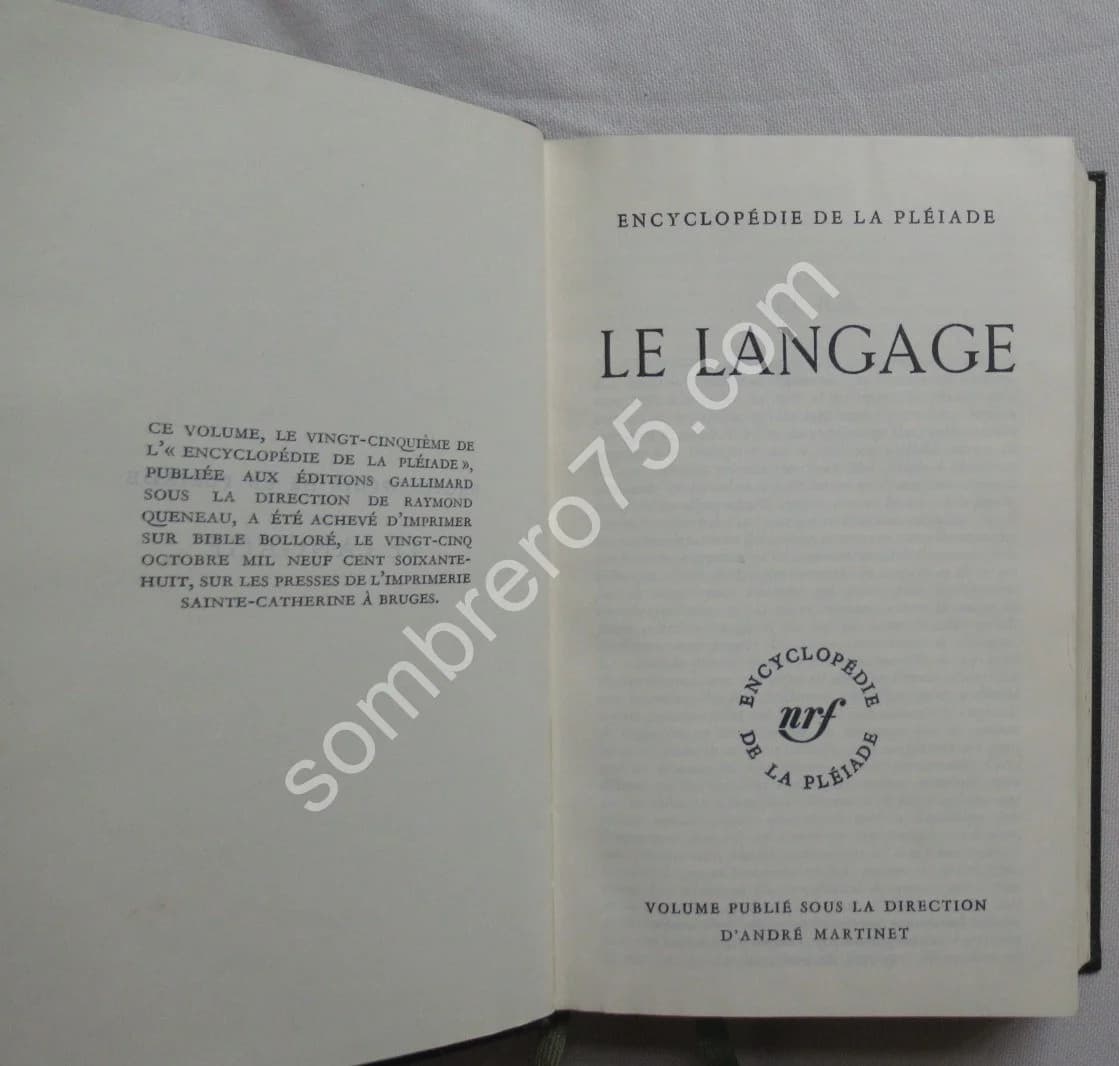 CE VOLUME, LE VINGT-CINQUIÈME DE
L'« ENCYCLOPÉDIE DE LA PLÉIADE »,
PUBLIÉE AUX ÉDITIONS GALLIMARD
SOUS LA DIRECTION DE RAYMOND
QUENEAU, A ÉTÉ ACHEVÉ D'IMPRIMER
SUR BIBLE BOLLORÉ, LE VINGT-CINQ
OCTOBRE MIL NEUF CENT SOIXANTE-
HUIT, SUR LES PRESSES DE L'IMPRIMERIE
SAINTE-CATHERINE À BRUGES.
ENCYCLOPÉDIE DE LA PLÉIADE
LE LANGAGE
ENCYCLOPÉDIE
nrf
DE LA PLÉIADE
VOLUME PUBLIÉ SOUS LA DIRECTION
D'ANDRÉ MARTINET
sombrero75.com